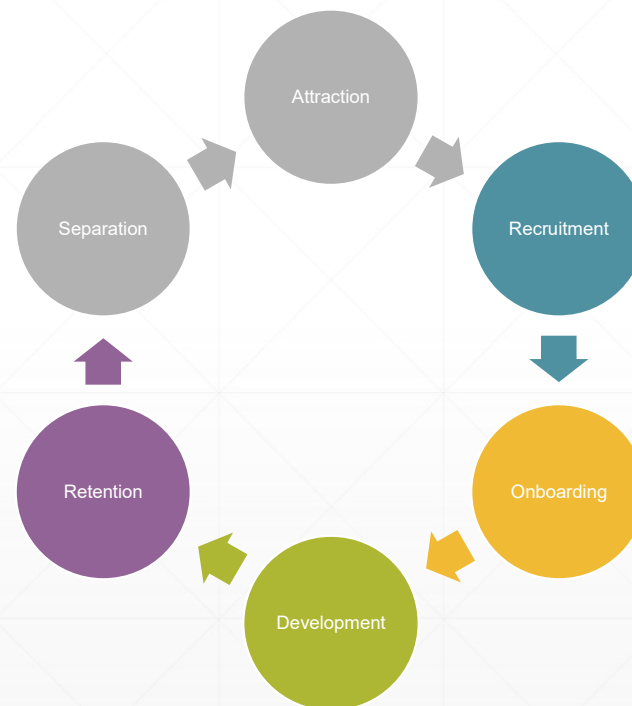 Attraction
Recruitment
Onboarding
Development
Retention
Separation